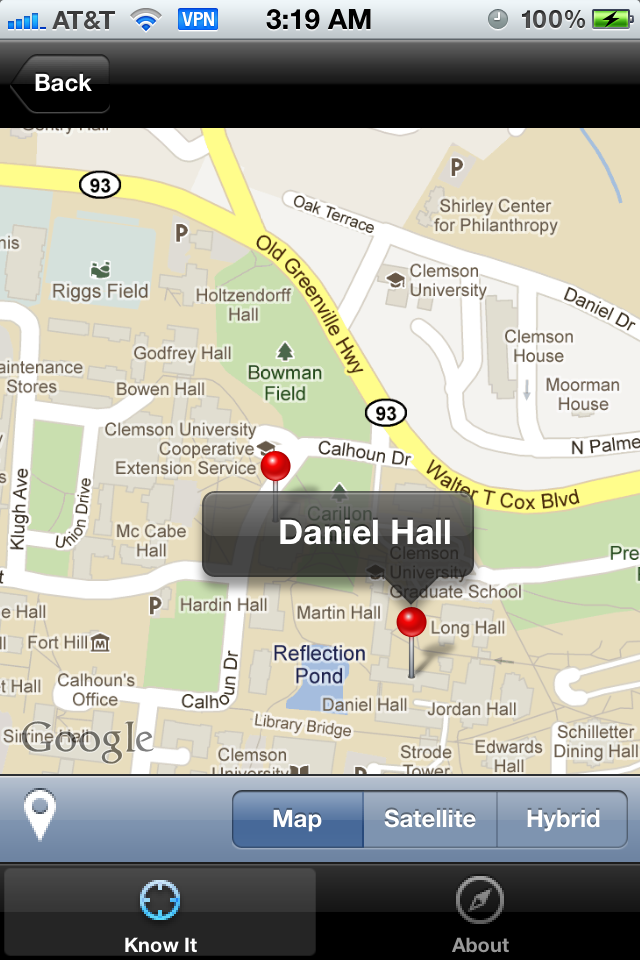 AT&T VPN 3:19 AM 100%
Back
Gentry Hall
93
P
Oak Terrace
Shirley Center
for Philanthropy
P
nis
Riggs Field
Old Greenville Hwy
Clemson
University
Holtzendorff
Hall
Daniel Dr
Godfrey Hall
Clemson
House
aintenance
Stores
Bowman
Field
Bowen Hall
Moorman
House
93
Clemson University
Cooperative
Extension Service
Calhoun Dr
N Palme
Walter T Cox Blvd
Klugh Ave
Union Drive
Carillon
Mc Cabe
Hall
Daniel Hall
Clemson
University
Graduate School
Pre
t
P
e Hall
Hardin Hall
Martin Hall
Long Hall
Fort Hill
Reflection
Pond
et Hall
Calhoun's
Office
Calhoun Dr
Daniel Hall
Jordan Hall
Library Bridge
Sirrine Hall
Google
Clemson
University
P
Strode
Tower
Edwards
Hall
Schilletter
Dining Hall
Map Satellite Hybrid
Know It About